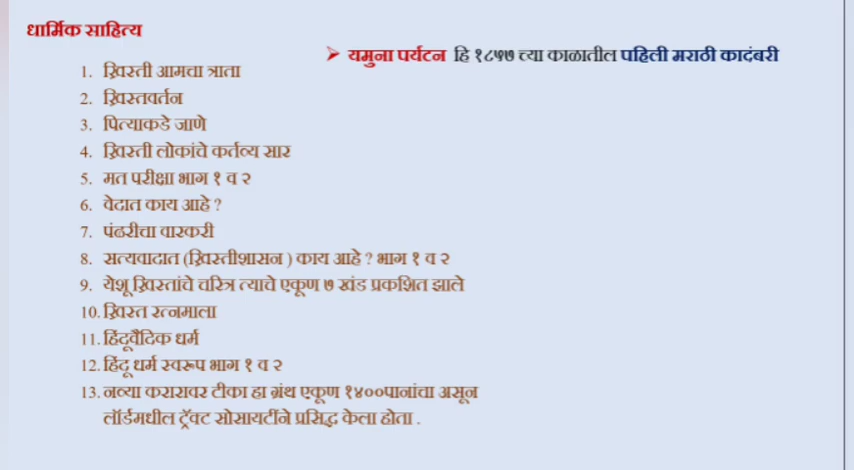 धार्मिक साहित्य
➢ यमुना पर्यटन हि १८५७ च्या काळातील पहिली मराठी कादंबरी
1. ख्रिस्ती आमचा त्राता
2. ख्रिस्तवर्तन
3. पित्याकडे जाणे
4. ख्रिस्ती लोकांचे कर्तव्य सार
5. मत परीक्षा भाग १ व २
6. वेदात काय आहे ?
7. पंढरीचा वारकरी
8. सत्यवादात (ख्रिस्तीशासन ) काय आहे ? भाग १ व २
9. येशू ख्रिस्तांचे चरित्र त्याचे एकूण ७ खंड प्रकशित झाले
10. ख्रिस्त रत्नमाला
11. हिंदूवैदिक धर्म
12. हिंदू धर्म स्वरूप भाग १ व २
13. नव्या करारावर टीका हा ग्रंथ एकूण १४००पानांचा असून
लॉर्डमधील ट्रॅक्ट सोसायटींने प्रसिद्ध केला होता .